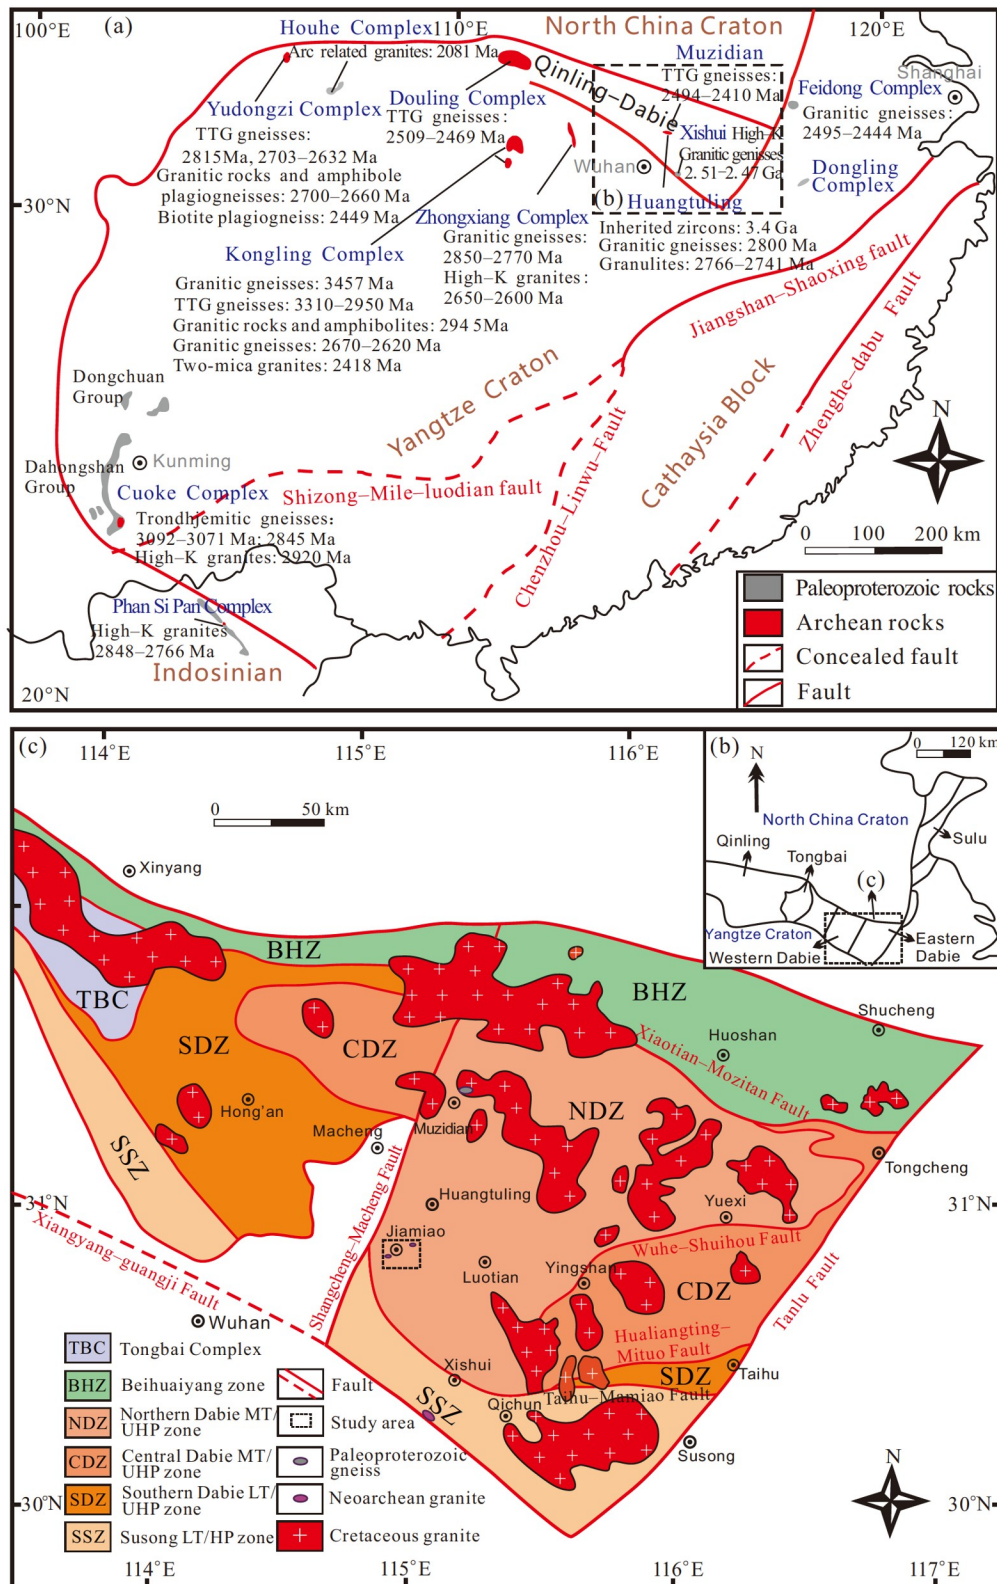 100°E
(a)
110°E
120°E
Houhe Complex
Arc related granites: 2081 Ma
North China Craton
Muzidian
TTG gneisses:
2494–2410 Ma
Shanghai
Feidong Complex
Granitic gneisses:
2495–2444 Ma
Qinling–Dabie
Yudongzi Complex
TTG gneisses:
2815Ma, 2703–2632 Ma
Granitic rocks and amphibole
plagiogneisses: 2700–2660 Ma
Biotite plagiogneiss: 2449 Ma
Douling Complex
TTG gneisses:
2509–2469 Ma
Xishui High–K
Granitic genisses
2.51–2.47 Ga
Wuhan
(b)
Dongling
Complex
30°N
Huangtuling
Inherited zircons: 3.4 Ga
Granitic gneisses: 2800 Ma
Granulites: 2766–2741 Ma
Zhongxiang Complex
Granitic gneisses:
2850–2770 Ma
High–K granites:
2650–2600 Ma
Kongling Complex
Granitic gneisses: 3457 Ma
TTG gneisses: 3310–2950 Ma
Granitic rocks and amphibolites: 294 5Ma
Granitic gneisses: 2670–2620 Ma
Two-mica granites: 2418 Ma
Jiangshan–Shaoxing fault
Zhenghe–dabu Fault
Yangtze Craton
Cathaysia Block
Dongchuan
Group
Kunming
Dahongshan
Group
Shizong–Mile–luodian fault
Chenzhou–Linwu–Fault
Cuoke Complex
Trondhjemitic gneisses:
3092–3071 Ma; 2845 Ma
High–K granites: 2920 Ma
Phan Si Pan Complex
High–K granites
2848–2766 Ma
Indosinian
20°N
N
0 100 200 km
Paleoproterozoic rocks
Archean rocks
Concealed fault
Fault
(c)
114°E
115°E
116°E
0 50 km
(b)
0 120 km
N
North China Craton
Qinling
Tongbai
Sulu
(c)
Yangtze Craton
Western Dabie
Eastern
Dabie
Xinyang
BHZ
BHZ
TBC
SDZ
CDZ
Huoshan
Shucheng
Xiaotian–Mozitan Fault
NDZ
Hong'an
Macheng
Muzidian
SSZ
Tongcheng
Huangtuling
Yuexi
31°N
31°N
Xiangyang–guangji Fault
Shangcheng–Macheng Fault
Jiamiao
Luotian
Wuhe–Shuihou Fault
Yingshan
CDZ
Tanlu Fault
Wuhan
Hualiangting–
Mituo Fault
SDZ
Taihu
Xishui
SSZ
Qichun
Taihu–Mamiao Fault
Susong
TBC Tongbai Complex
BHZ Beihuaiyang zone
NDZ Northern Dabie MT/
UHP zone
CDZ Central Dabie MT/
UHP zone
SDZ Southern Dabie LT/
UHP zone
SSZ Susong LT/HP zone
Fault
Study area
Paleoproterozoic
gneiss
Neoarchean granite
Cretaceous granite
N
30°N
30°N
114°E
115°E
116°E
117°E